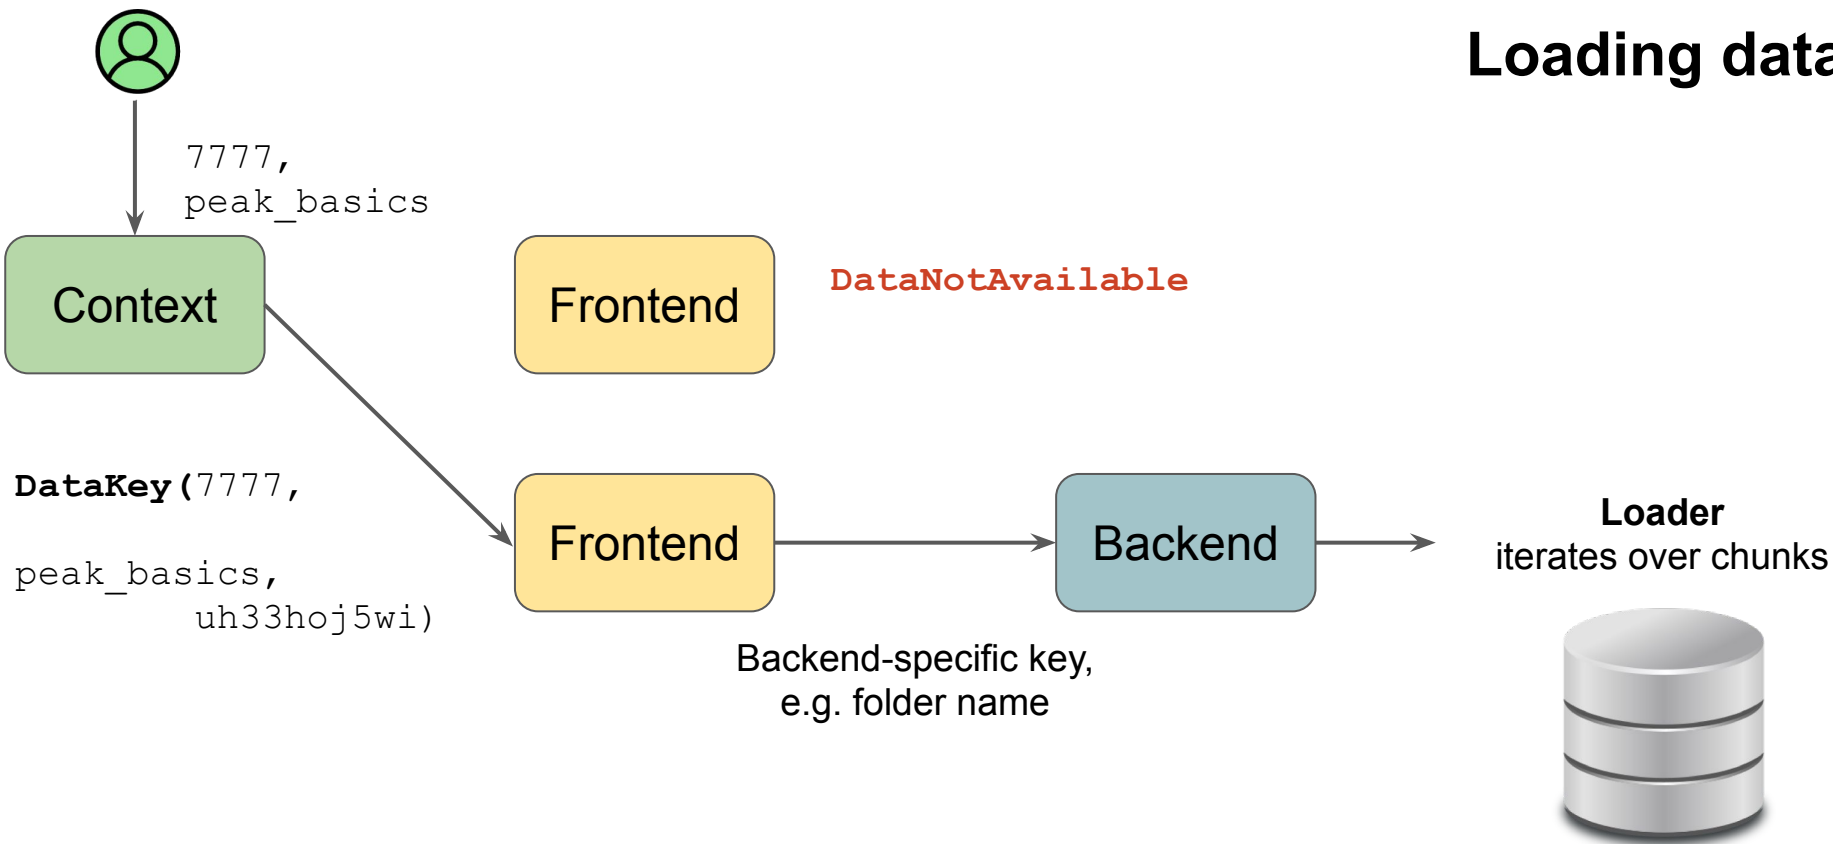 Loading data
7777,
peak_basics
Context
Frontend
DataNotAvailable
DataKey(7777,
peak_basics,
uh33hoj5wi)
Frontend
Backend
Loader
iterates over chunks
Backend-specific key,
e.g. folder name